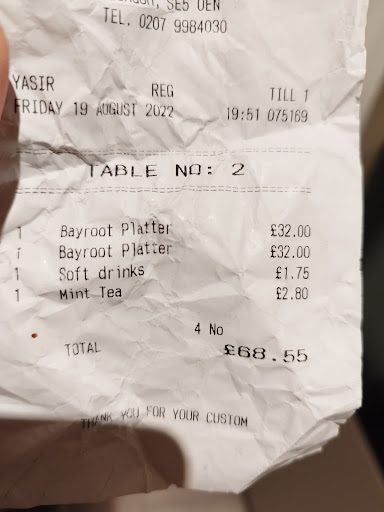 SE5 0EN
TEL. 0207 9984030
YASIR REG TILL 1
FRIDAY 19 AUGUST 2022 19:51 075169
TABLE NO: 2
1 Bayroot Platter £32.00
1 Bayroot Platter £32.00
1 Soft drinks £1.75
1 Mint Tea £2.80
4 No
TOTAL £68.55
THANK YOU FOR YOUR CUSTOM